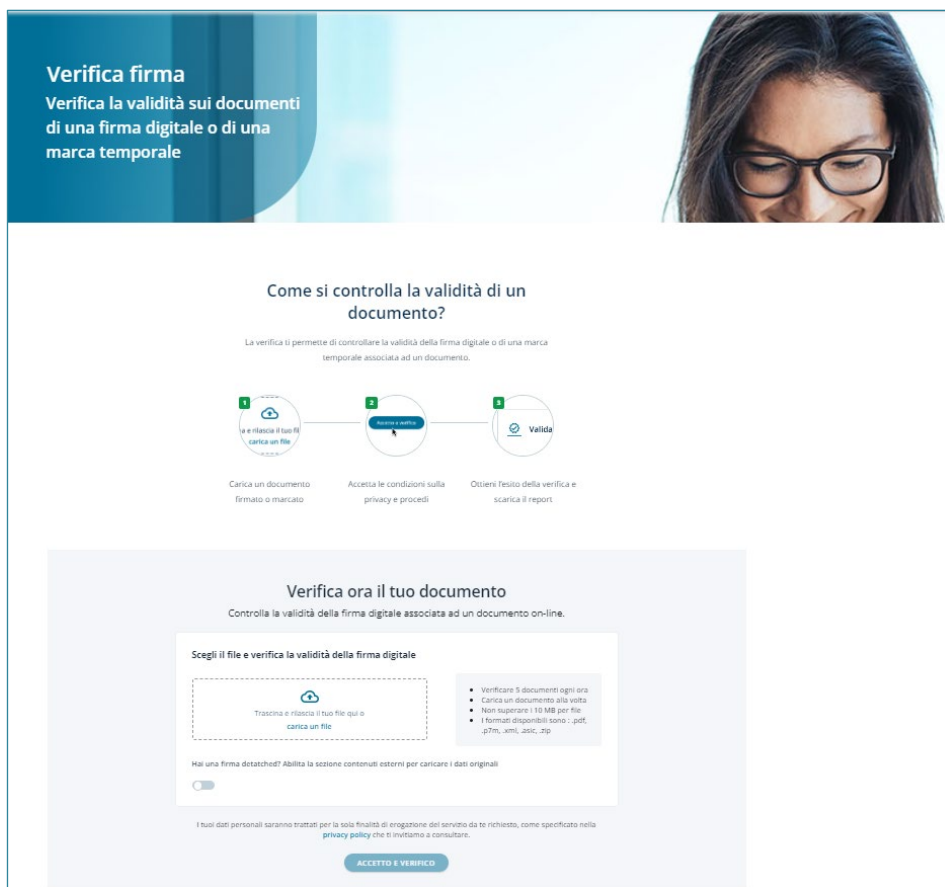 Verifica firma
Verifica la validità sui documenti
di una firma digitale o di una
marca temporale
Come si controlla la validità di un
documento?
La verifica ti permette di controllare la validità della firma digitale o di una marca
temporale associata ad un documento.
1
2
3
a e rilascia il tuo fil
carica un file
Accetto e verifico
Valida
Carica un documento
firmato o marcato
Accetta le condizioni sulla
privacy e procedi
Ottieni l'esito della verifica e
scarica il report
Verifica ora il tuo documento
Controlla la validità della firma digitale associata ad un documento on-line.
Scegli il file e verifica la validità della firma digitale
Trascina e rilascia il tuo file qui o
carica un file
Verificare 5 documenti ogni ora
Carica un documento alla volta
Non superare i 10 MB per file
I formati disponibili sono : .pdf,
.p7m, .xml, .asic, .zip
Hai una firma detatched? Abilita la sezione contenuti esterni per caricare i dati originali
I tuoi dati personali saranno trattati per la sola finalità di erogazione del servizio da te richiesto, come specificato nella
privacy policy che ti invitiamo a consultare.
ACCETTO E VERIFICO